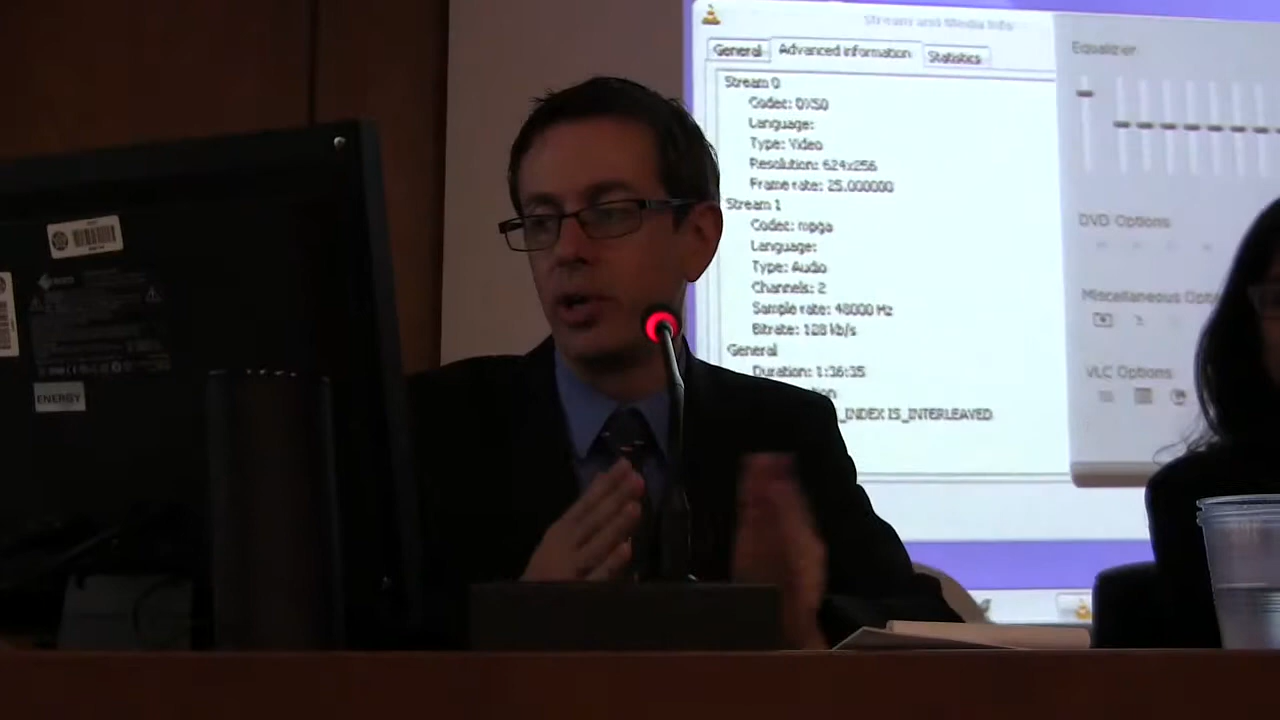 Stream and Media Info
General
Advanced information
Statistics
Stream 0
Codec: DX50
Language:
Type: Video
Resolution: 624x256
Frame rate: 25.000000
Stream 1
Codec: mpga
Language:
Type: Audio
Channels: 2
Sample rate: 48000 Hz
Bitrate: 128 kb/s
General
Duration: 1:36:35
_INDEX IS_INTERLEAVED
Equalizer
DVD Options
Miscellaneous
VLC Options
ENERGY